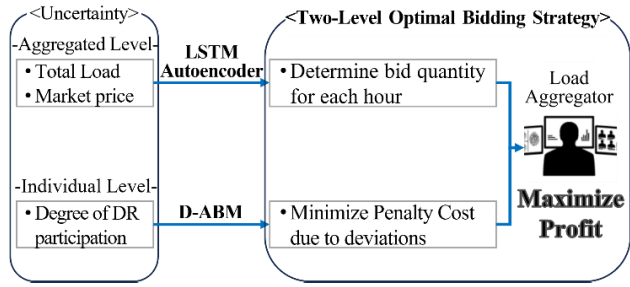 <Uncertainty>
-Aggregated Level-
• Total Load
• Market price
-Individual Level-
• Degree of DR
participation
LSTM
Autoencoder
D-ABM
<Two-Level Optimal Bidding Strategy>
• Determine bid quantity
for each hour
• Minimize Penalty Cost
due to deviations
Load
Aggregator
Maximize
Profit